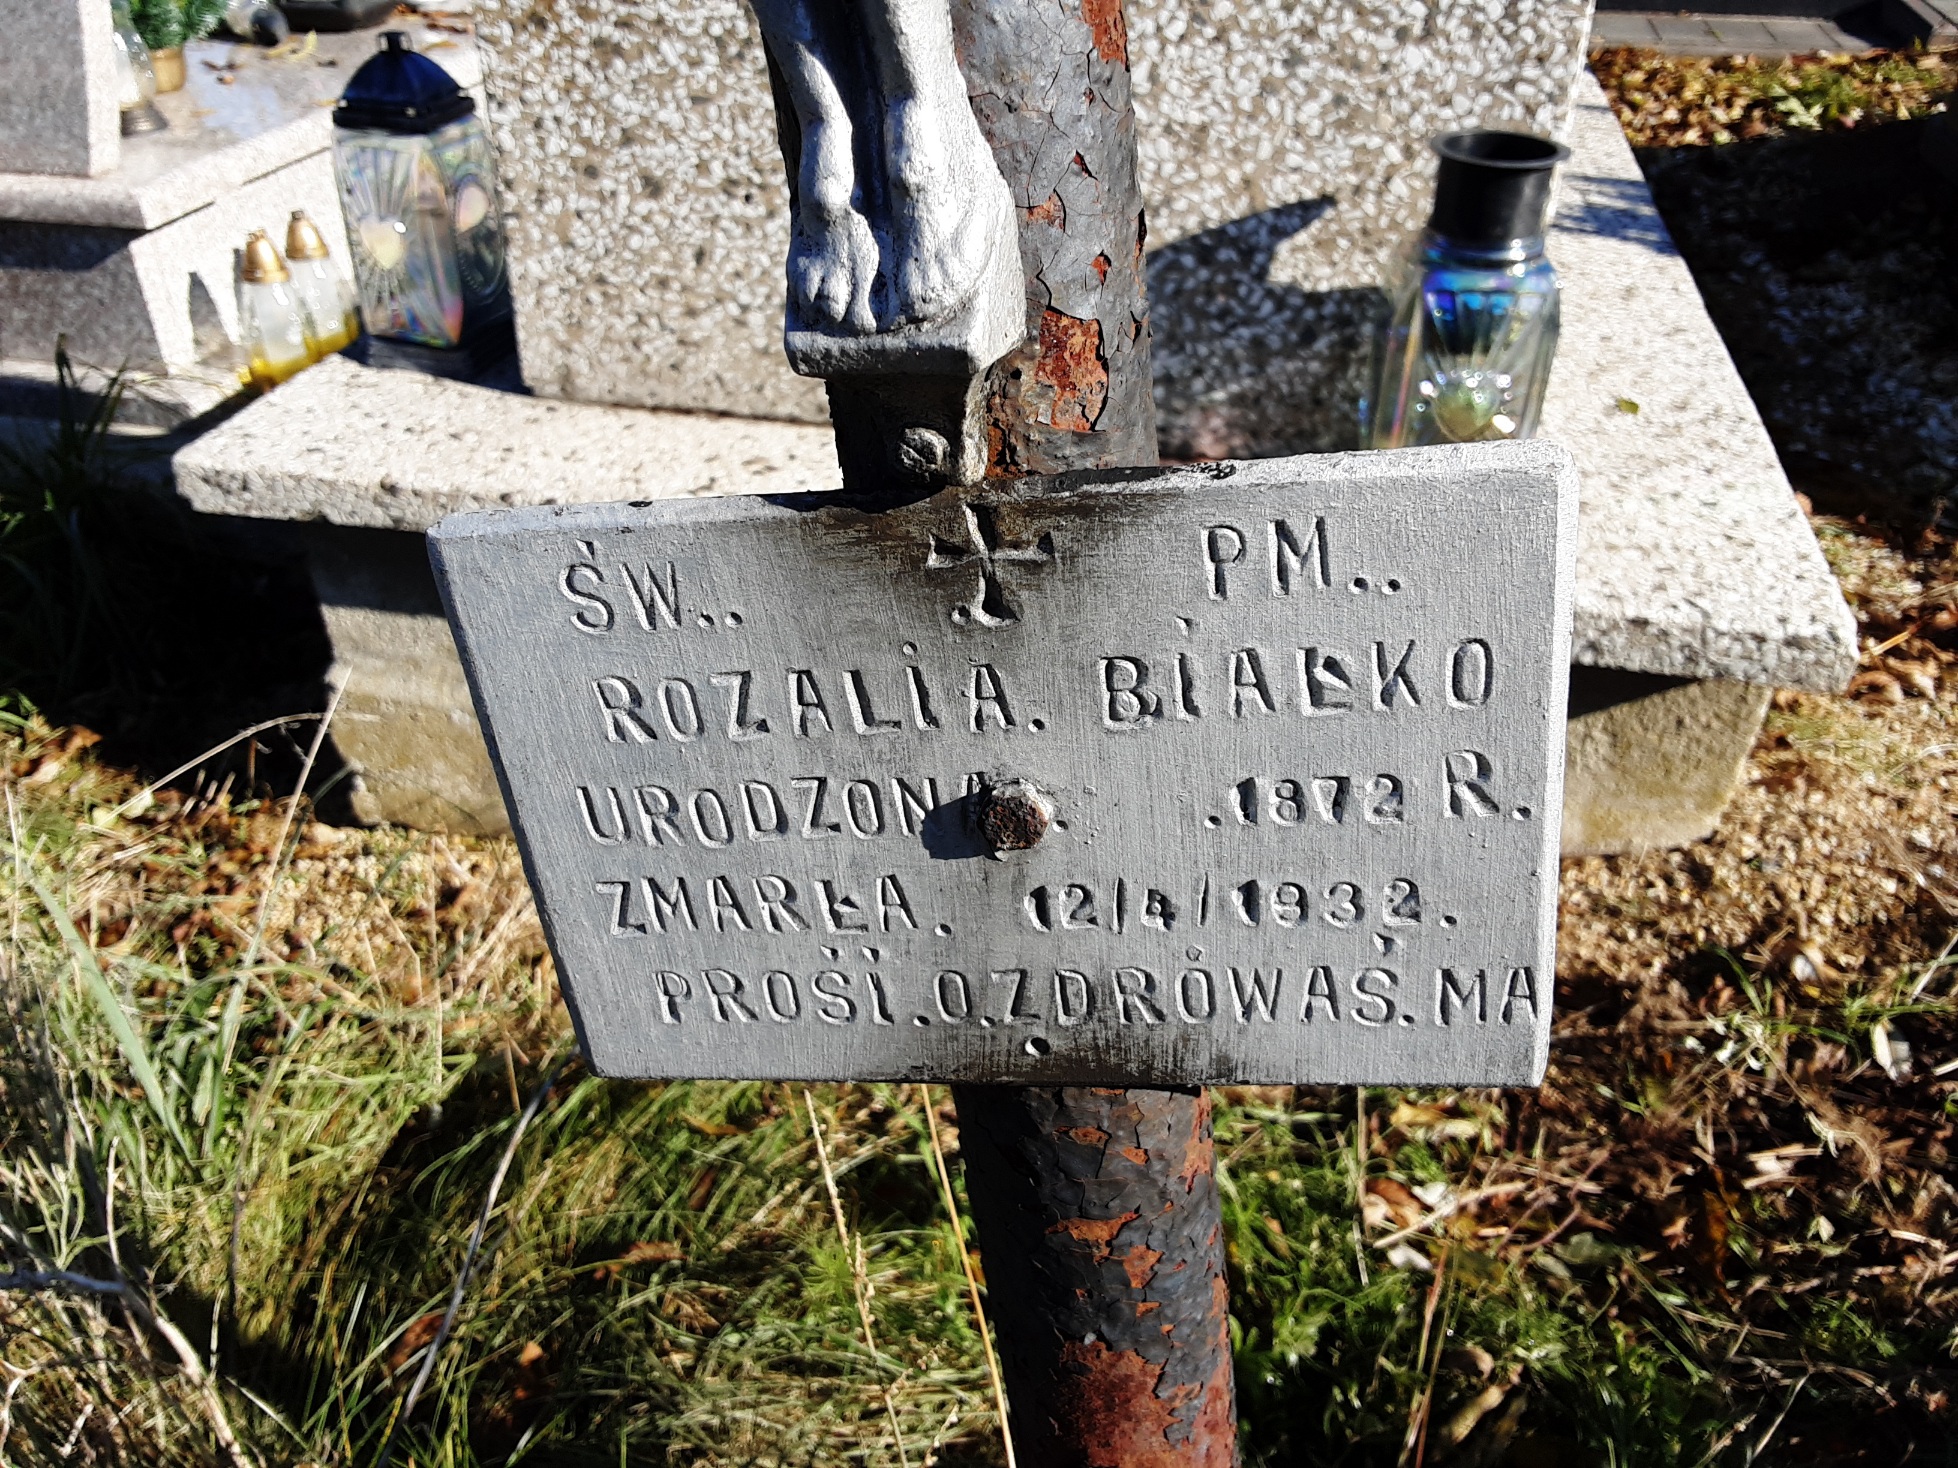 ŚW.. PM..
ROZALIA. BIAŁKO
URODZONA. .1872 R.
ZMARŁA. 12/4/1932.
PROŚI.O.ZDRÓWAŚ.MA